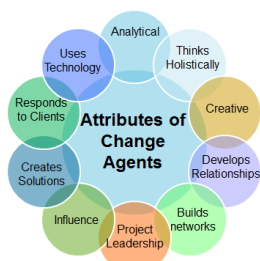 Analytical
Thinks
Holistically
Creative
Develops
Relationships
Builds
networks
Project
Leadership
Influence
Creates
Solutions
Responds
to Clients
Uses
Technology
Attributes of
Change
Agents